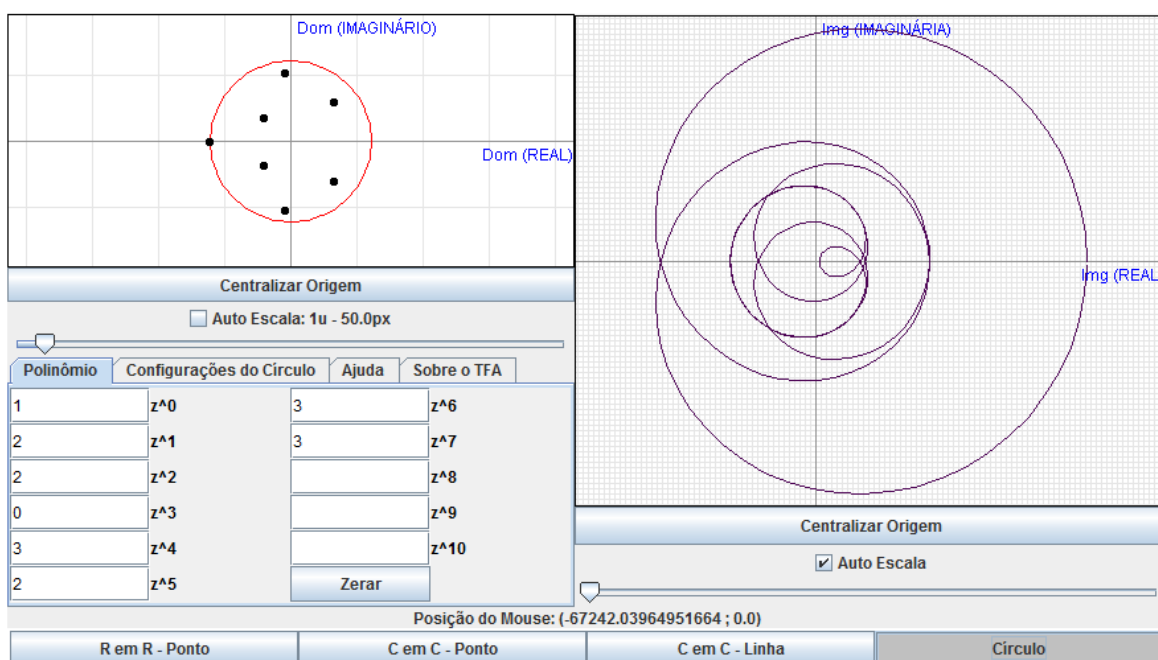 Dom (IMAGINÁRIO)
Dom (REAL)
Img (IMAGINÁRIA)
Img (REAL
Centralizar Origem
Auto Escala: 1u - 50.0px
Polinômio Configurações do Círculo Ajuda Sobre o TFA
1 z^0 3 z^6
2 z^1 3 z^7
2 z^2 z^8
0 z^3 z^9
3 z^4 z^10
2 z^5 Zerar
Centralizar Origem
Auto Escala
Posição do Mouse: (-67242.03964951664 ; 0.0)
R em R - Ponto C em C - Ponto C em C - Linha Círculo